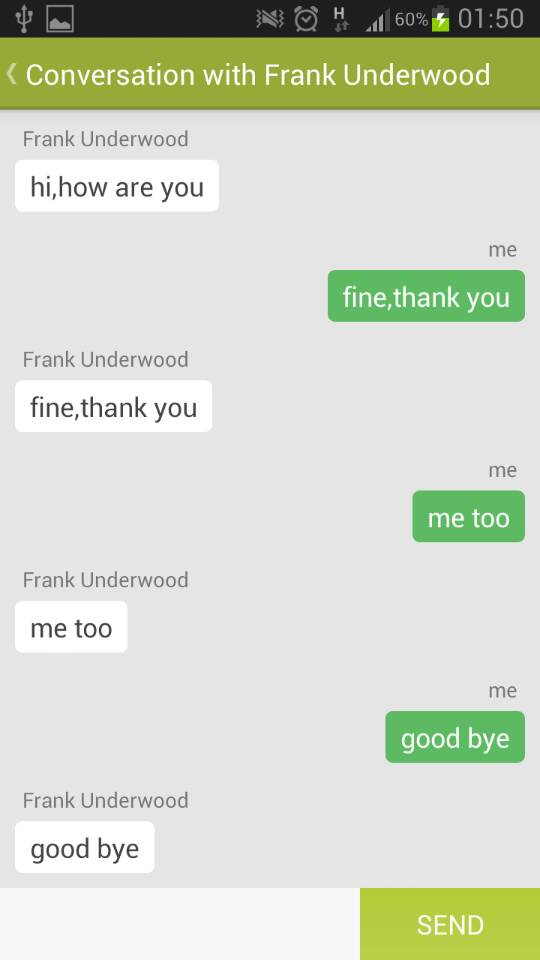 H 60% 01:50
Conversation with Frank Underwood
Frank Underwood
hi,how are you
me
fine,thank you
Frank Underwood
fine,thank you
me
me too
Frank Underwood
me too
me
good bye
Frank Underwood
good bye
SEND